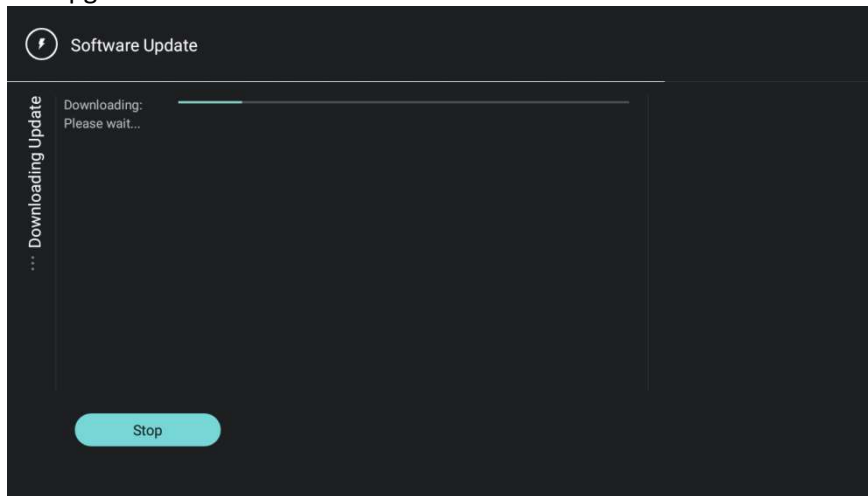 Software Update
Downloading Update
Downloading:
Please wait...
Stop